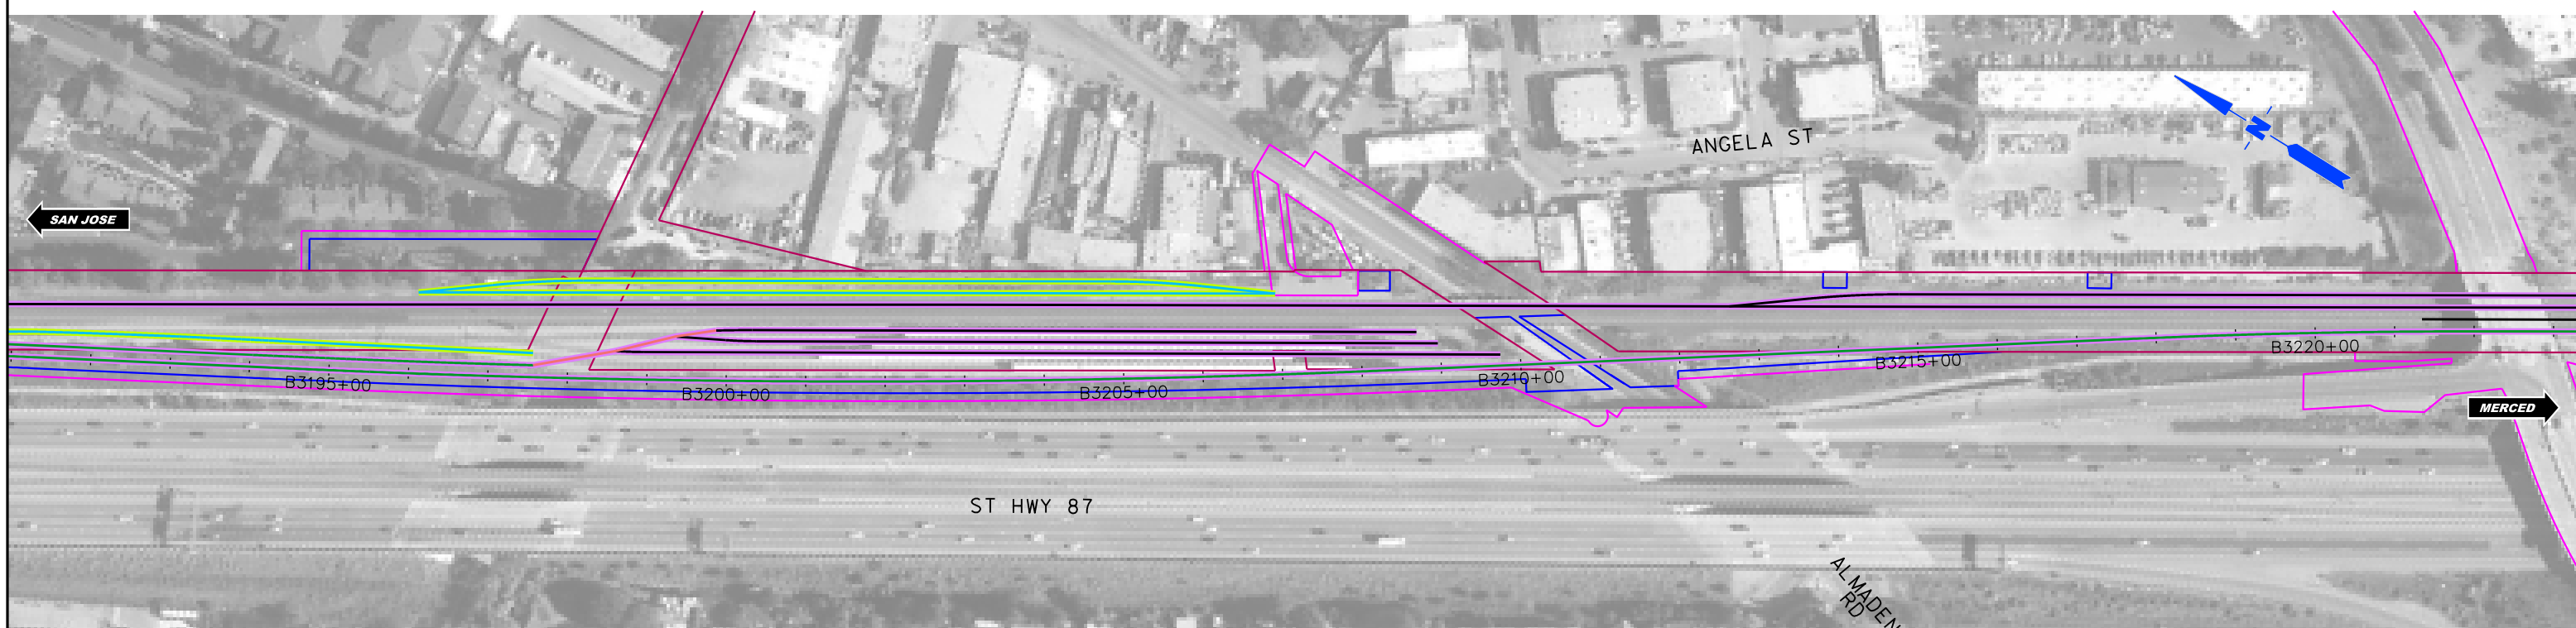 ANGELA ST
N
SAN JOSE
B3195+00
B3200+00
B3205+00
B3210+00
B3215+00
B3220+00
MERCED
ST HWY 87
ALMADEN
RD